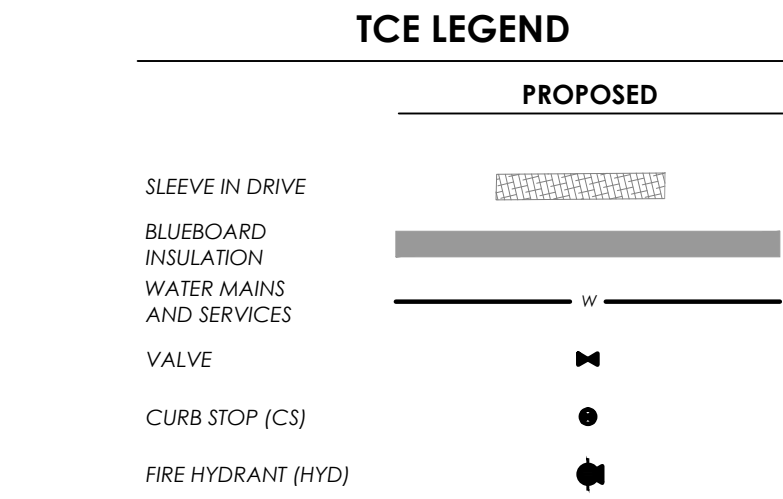 TCE LEGEND
PROPOSED
SLEEVE IN DRIVE
BLUEBOARD
INSULATION
WATER MAINS
AND SERVICES
W
VALVE
CURB STOP (CS)
FIRE HYDRANT (HYD)